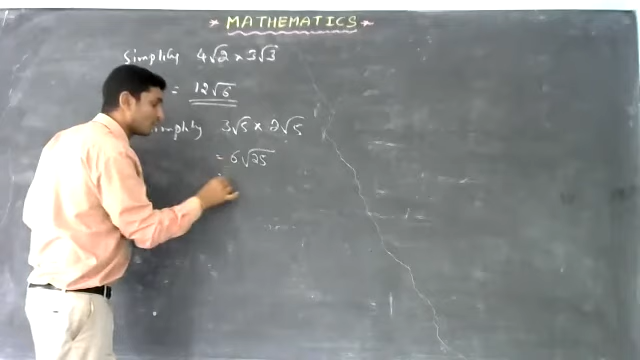 * MATHEMATICS *
Simplify 4√2 × 3√3
= 12√6
Simplify 3√5 × 2√5
= 6√25